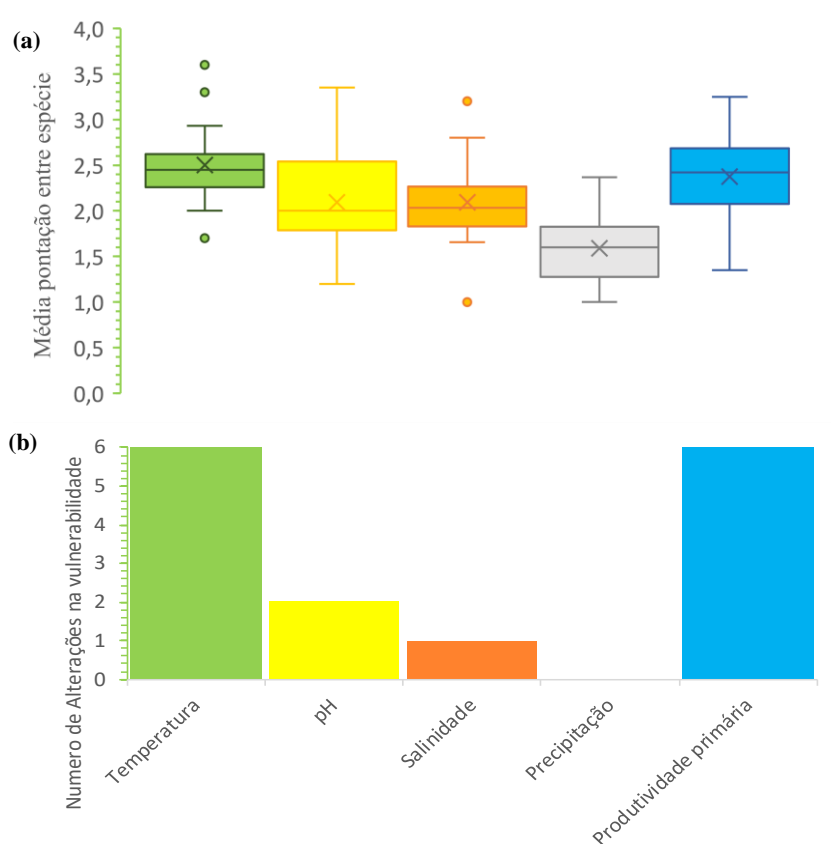 (a)
Média pontação entre espécie
4,0
3,5
3,0
2,5
2,0
1,5
1,0
0,5
0,0
(b)
Numero de Alterações na vulnerabilidade
6
5
4
3
2
1
0
Temperatura
pH
Salinidade
Precipitação
Produtividade primária